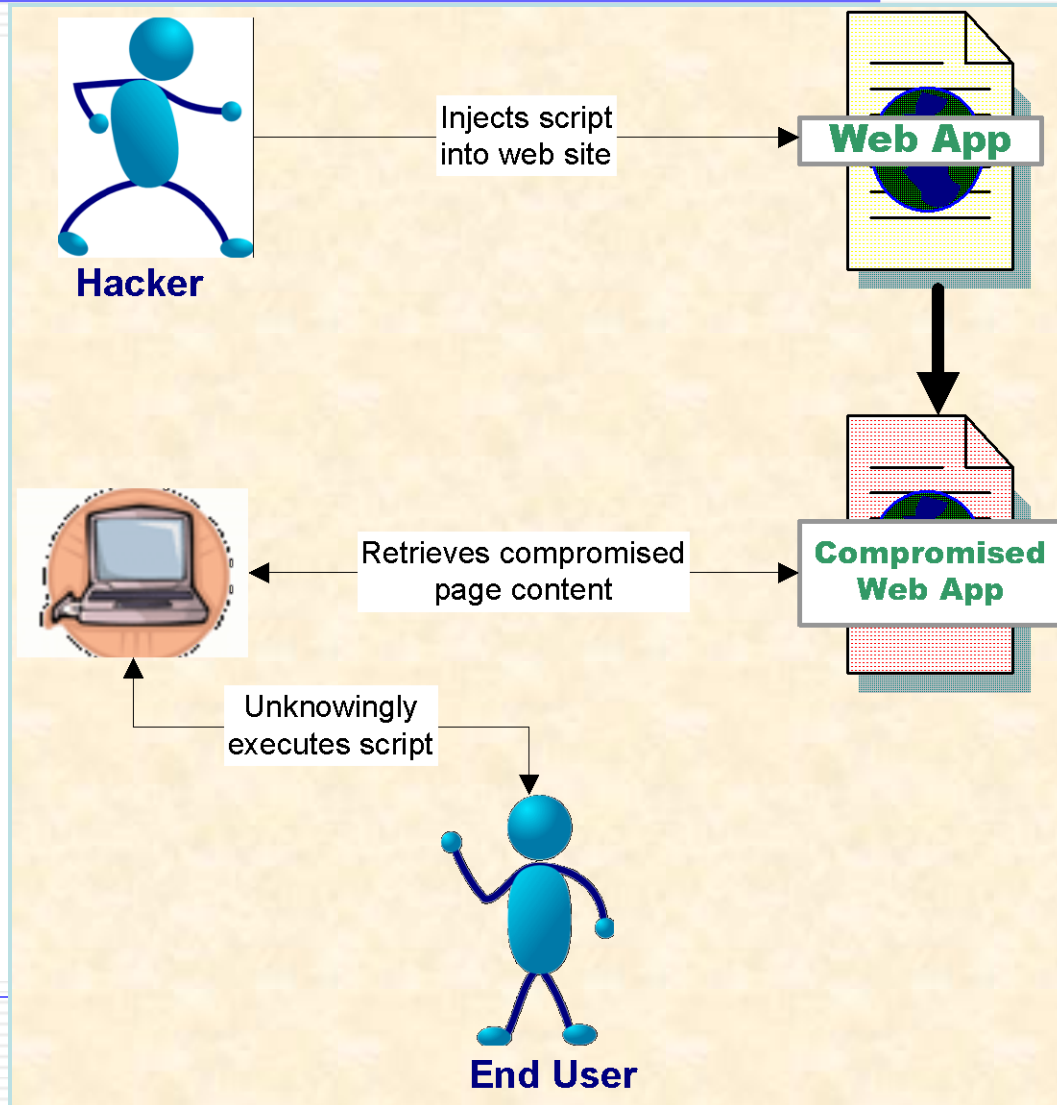 Injects script
into web site
Web App
Hacker
Retrieves compromised
page content
Compromised
Web App
Unknowingly
executes script
End User